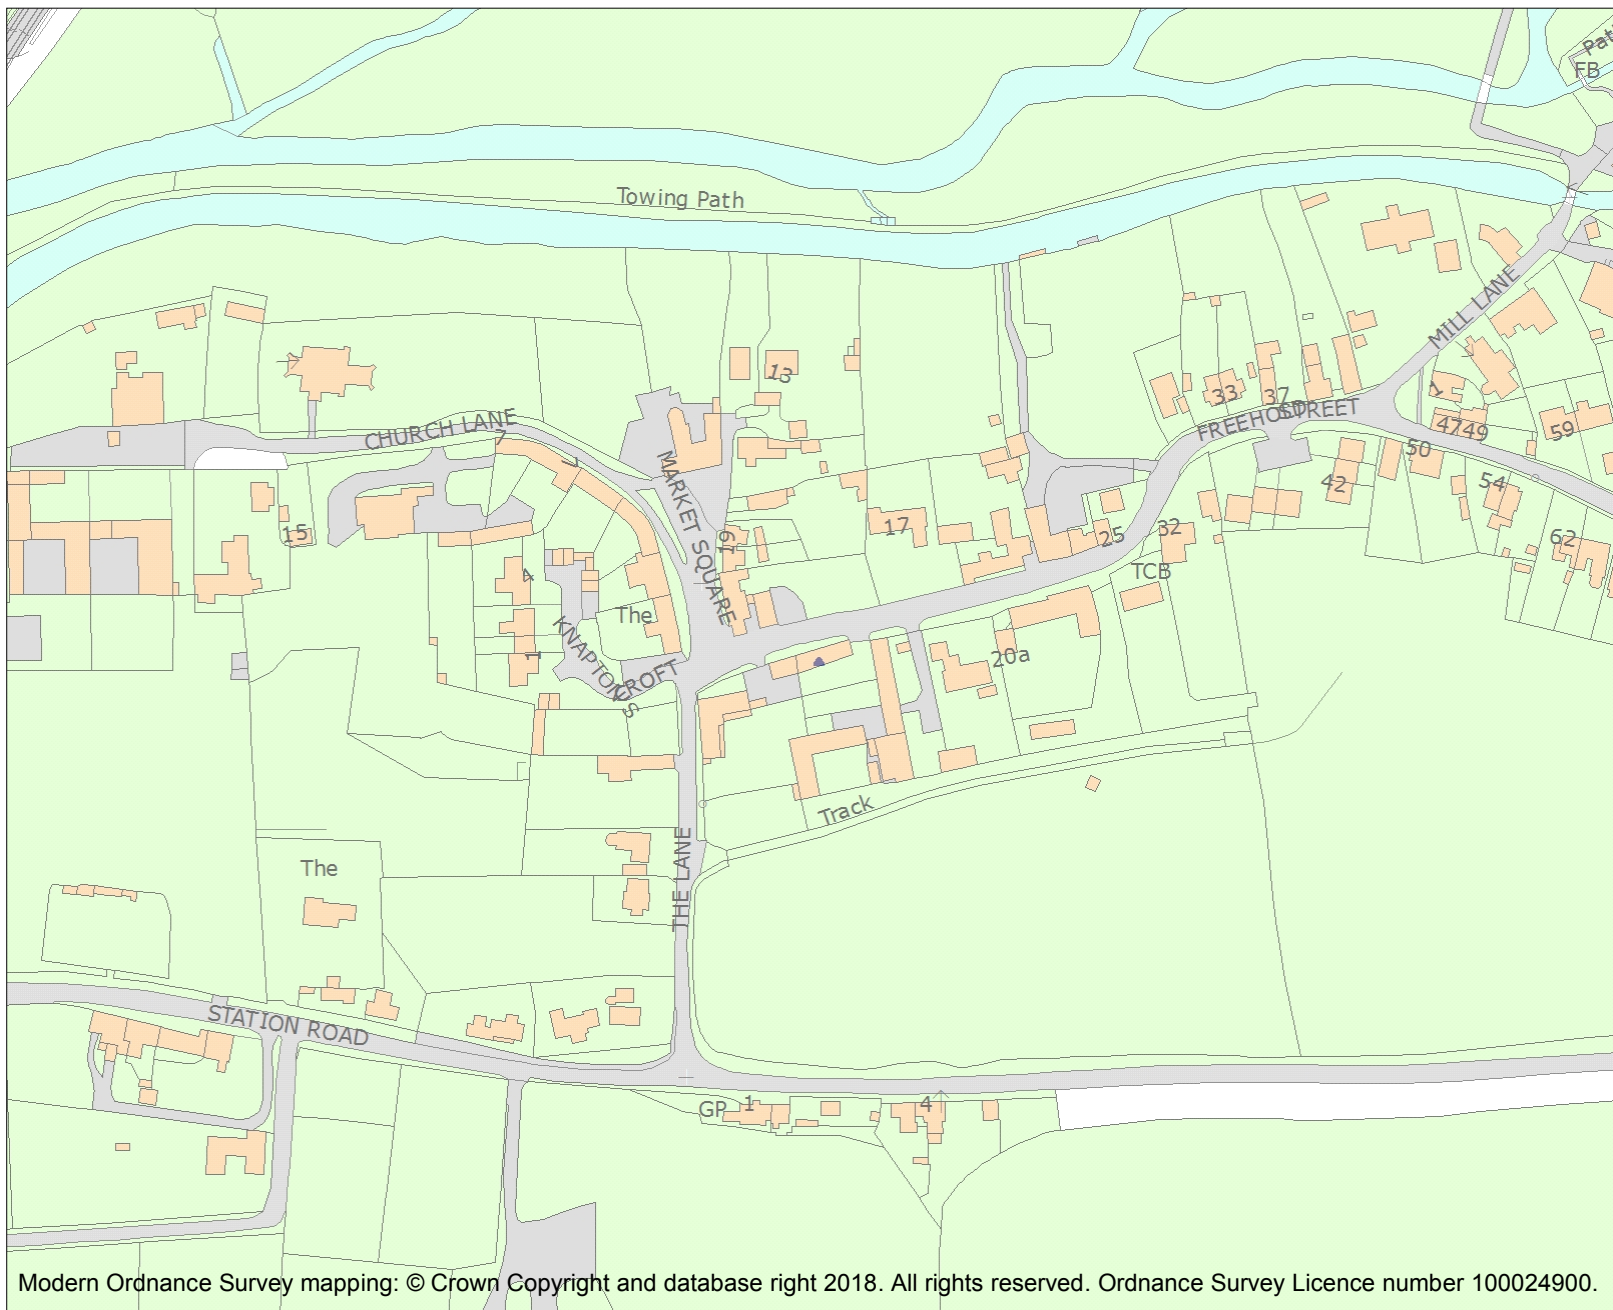 Pat
FB
Towing Path
MILL LANE
13
33
37
FREEHOLD
STREET
1
4749
59
CHURCH LANE
7
MARKET SQUARE
50
42
54
15
17
19
25
32
62
4
The
TCB
KNAPTON'S
CROFT
1
20a
Track
THE LANE
The
STATION ROAD
GP
1
4
Modern Ordnance Survey mapping: © Crown Copyright and database right 2018. All rights reserved. Ordnance Survey Licence number 100024900.